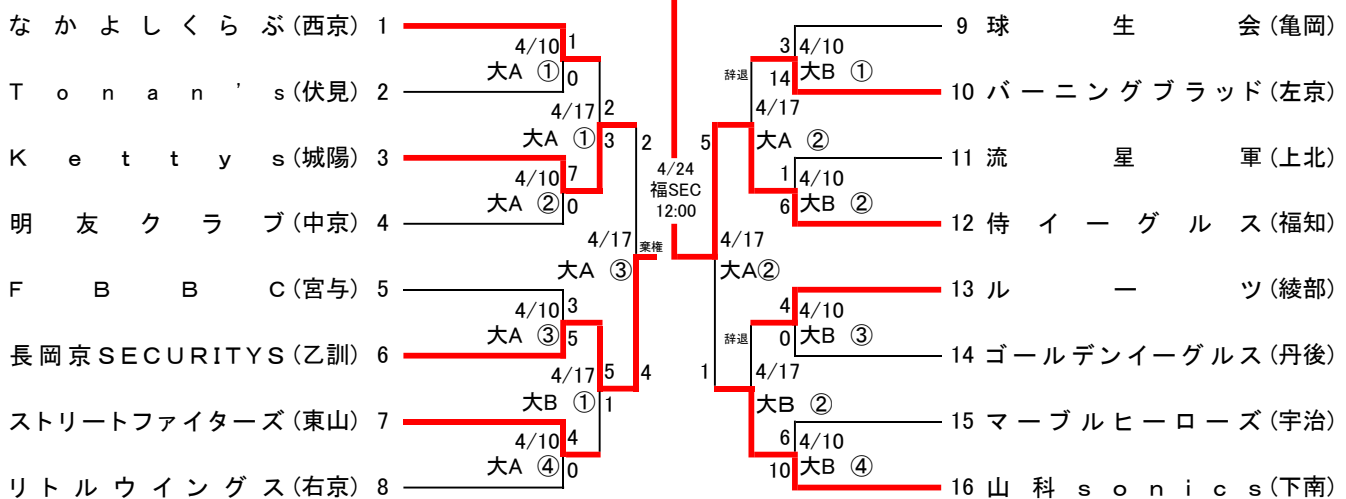 なかよしくらぶ(西京) 1
4/10 1
大A ① 0
Tonan's(伏見) 2
4/17 2
大A ① 3
Kettys(城陽) 3
4/10 7
大A ② 0
明友クラブ(中京) 4
2
4/17 棄権
大A ③
4
FBBC(宮与) 5
4/10 3
大A ③ 5
長岡京SECURITYS(乙訓) 6
4/17 5
大B ① 1
ストリートファイターズ(東山) 7
4/10 4
大A ④ 0
リトルウイングス(右京) 8
4/24
福SEC
12:00
9 球生会(亀岡)
3 4/10
14 大B ①
10 バーニングブラッド(左京)
辞退
4/17
大A ②
11 流星軍(上北)
1 4/10
6 大B ②
12 侍イーグルス(福知)
5
4/17
大A②
1
13 ルーツ(綾部)
4 4/10
0 大B ③
14 ゴールデンイーグルス(丹後)
辞退
4/17
大B ②
15 マーブルヒーローズ(宇治)
6 4/10
10 大B ④
16 山科sonics(下南)